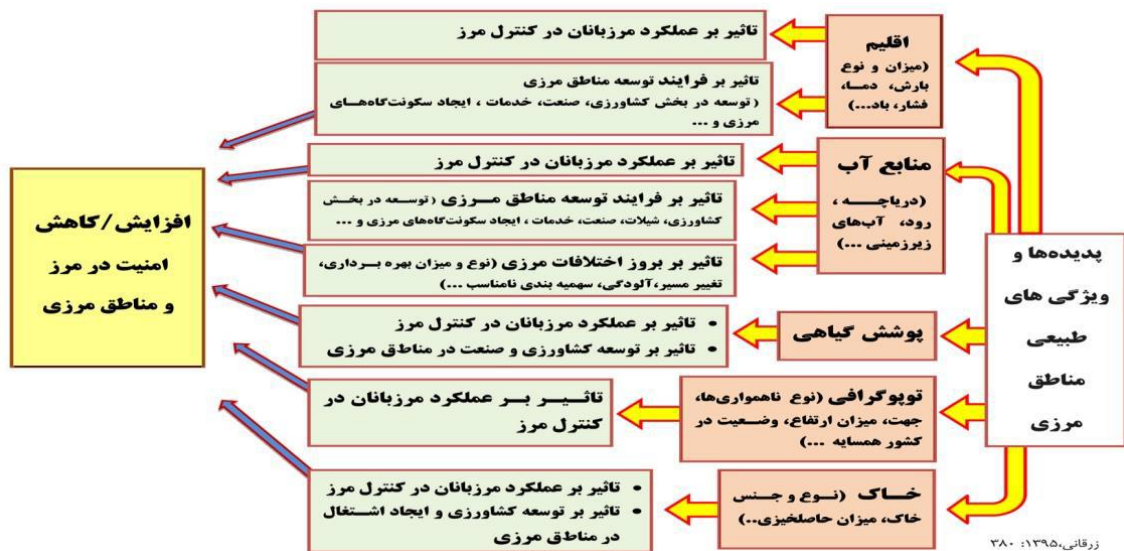 پدیده‌ها و
ویژگی های
طبیعی
مناطق
مرزی
اقلیم
(میزان و نوع
بارش، دما،
فشار، باد...)
تاثیر بر عملکرد مرزبانان در کنترل مرز
تاثیر بر فرایند توسعه مناطق مرزی
(توسعه در بخش کشاورزی، صنعت، خدمات ، ایجاد سکونت‌گاه‌های
مرزی و ...
منابع آب
(دریاچه ،
رود، آب‌های
زیرزمینی ...)
تاثیر بر عملکرد مرزبانان در کنترل مرز
تاثیر بر فرایند توسعه مناطق مرزی (توسعه در بخش
کشاورزی، شیلات، صنعت، خدمات ، ایجاد سکونت‌گاه‌های مرزی و ...
تاثیر بر بروز اختلافات مرزی (نوع و میزان بهره برداری،
تغییر مسیر،آلودگی، سهمیه بندی نامناسب ...)
پوشش گیاهی
• تاثیر بر عملکرد مرزبانان در کنترل مرز
• تاثیر بر توسعه کشاورزی و صنعت در مناطق مرزی
توپوگرافی (نوع ناهمواری‌ها،
جهت، میزان ارتفاع، وضعیت در
کشور همسایه ...)
تاثیر بر عملکرد مرزبانان در
کنترل مرز
خاک (نوع و جنس
خاک، میزان حاصلخیزی..)
• تاثیر بر عملکرد مرزبانان در کنترل مرز
• تاثیر بر توسعه کشاورزی و ایجاد اشتغال
در مناطق مرزی
افزایش/کاهش
امنیت در مرز
و مناطق مرزی
زرقانی،۱۳۹۵: ۳۸۰